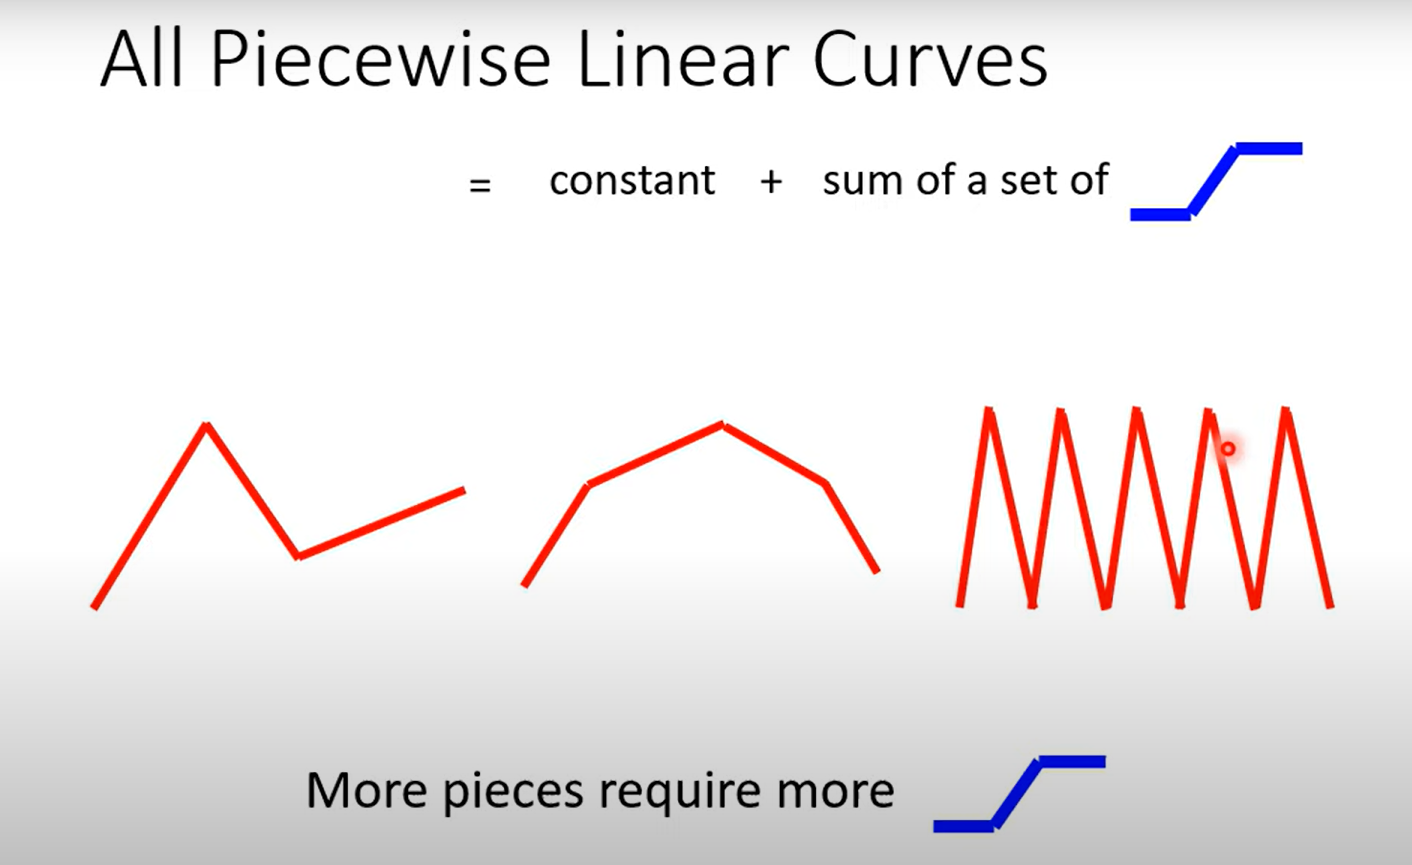 All Piecewise Linear Curves
= constant + sum of a set of
More pieces require more